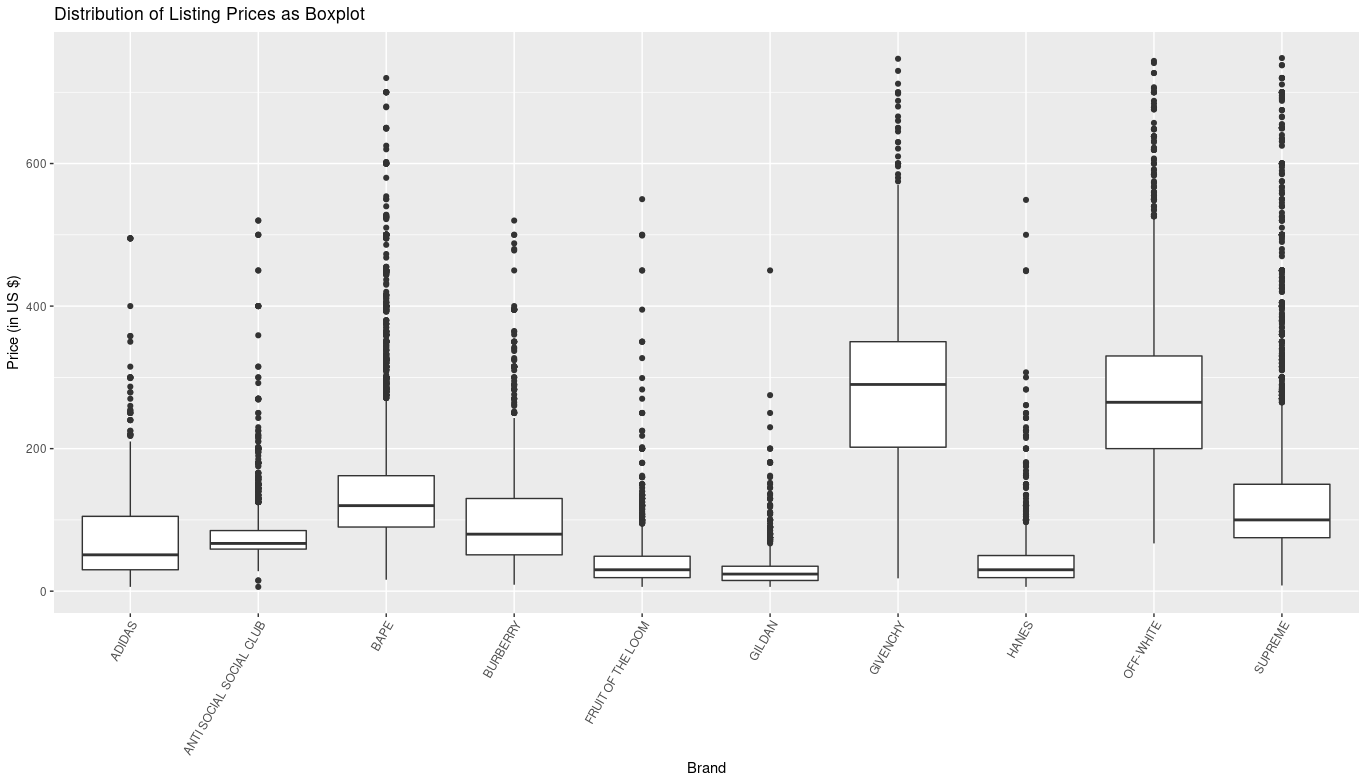 Distribution of Listing Prices as Boxplot
Price (in US $)
600
400
200
0
ADIDAS
ANTI SOCIAL SOCIAL CLUB
BAPE
BURBERRY
FRUIT OF THE LOOM
GILDAN
GIVENCHY
HANES
OFF-WHITE
SUPREME
Brand